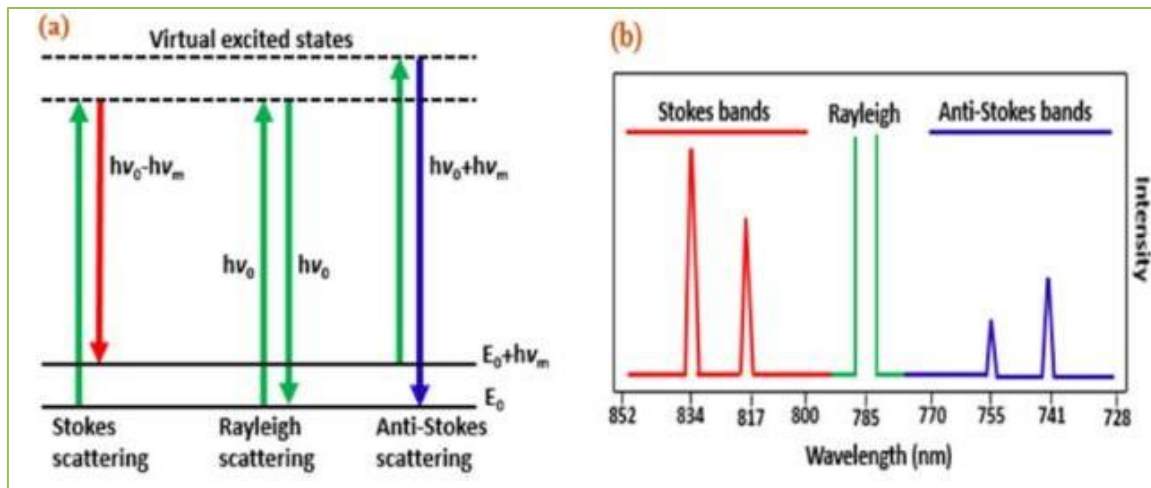 (a)
Virtual excited states
hν₀-hνₘ
hν₀
hν₀
hν₀+hνₘ
E₀+hνₘ
E₀
Stokes
scattering
Rayleigh
scattering
Anti-Stokes
scattering
(b)
Stokes bands
Rayleigh
Anti-Stokes bands
Intensity
852 834 817 800 785 770 755 741 728
Wavelength (nm)